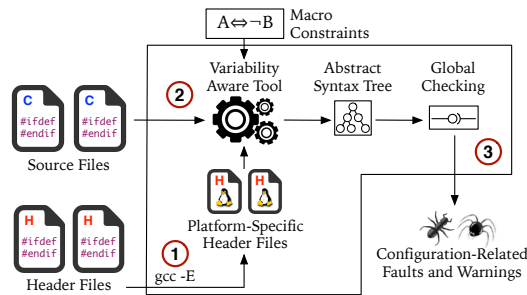 A⇔¬B
Macro
Constraints
Variability
Aware Tool
Abstract
Syntax Tree
Global
Checking
C
#ifdef
#endif
C
#ifdef
#endif
2
Source Files
3
H
H
Platform-Specific
Header Files
H
#ifdef
#endif
H
#ifdef
#endif
1
gcc -E
Header Files
Configuration-Related
Faults and Warnings